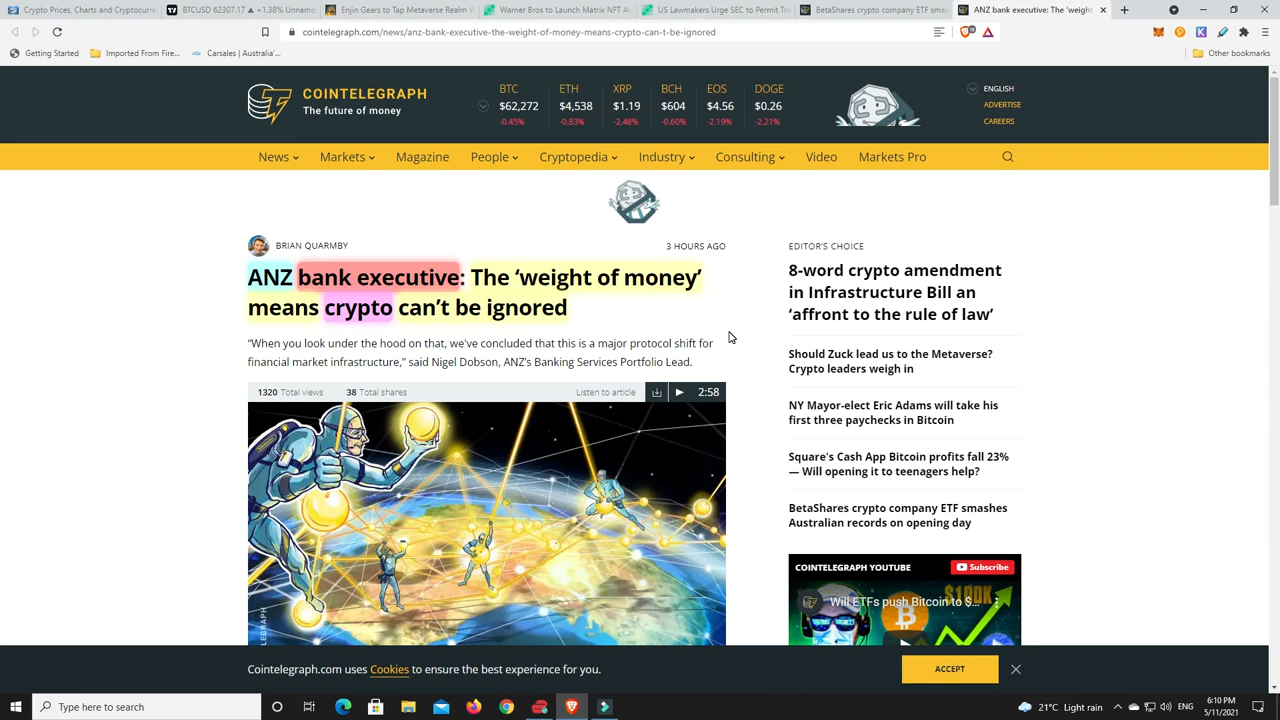 Crypto Prices, Charts and Cryptocurre
BTCUSD 62307.17 ▲ +1.38% Unname
Enjin Gears to Tap Metaverse Realm W
Warner Bros to Launch Matrix NFT Av
US Lawmakers Urge SEC to Permit Tra
BetaShares crypto company ETF smas
ANZ bank executive: The 'weight
cointelegraph.com/news/anz-bank-executive-the-weight-of-money-means-crypto-can-t-be-ignored
Getting Started
Imported From Fire...
Carsales | Australia'...
Other bookmarks
COINTELEGRAPH
The future of money
BTC ETH XRP BCH EOS DOGE
$62,272 $4,538 $1.19 $604 $4.56 $0.26
-0.45% -0.83% -2.48% -0.60% -2.19% -2.21%
ENGLISH
ADVERTISE
CAREERS
News Markets Magazine People Cryptopedia Industry Consulting Video Markets Pro
BRIAN QUARMBY
3 HOURS AGO
ANZ bank executive: The ‘weight of money’
means crypto can’t be ignored
“When you look under the hood on that, we've concluded that this is a major protocol shift for
financial market infrastructure,” said Nigel Dobson, ANZ’s Banking Services Portfolio Lead.
1320 Total views 38 Total shares Listen to article 2:58
EGRAPH
EDITOR’S CHOICE
8-word crypto amendment
in Infrastructure Bill an
‘affront to the rule of law’
Should Zuck lead us to the Metaverse?
Crypto leaders weigh in
NY Mayor-elect Eric Adams will take his
first three paychecks in Bitcoin
Square's Cash App Bitcoin profits fall 23%
— Will opening it to teenagers help?
BetaShares crypto company ETF smashes
Australian records on opening day
COINTELEGRAPH YOUTUBE
Subscribe
Will ETFs push Bitcoin to $...
$100K
Cointelegraph.com uses Cookies to ensure the best experience for you.
ACCEPT
Type here to search
21°C Light rain
ENG
6:10 PM
5/11/2021